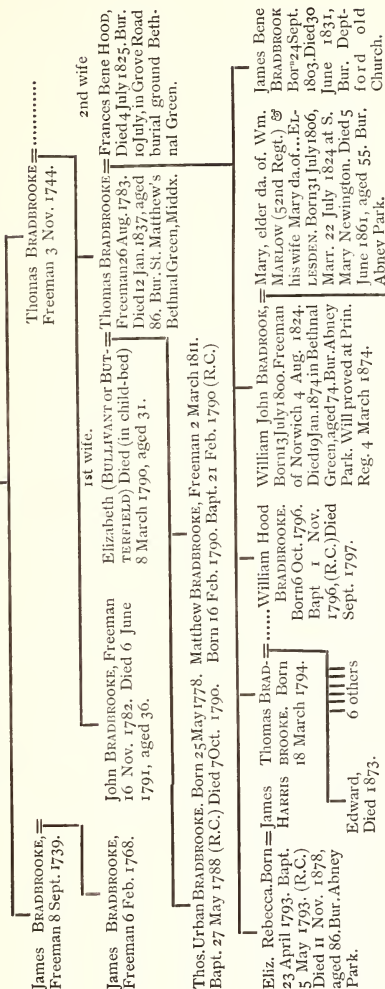 James BRADBROOKE,=
Freeman 8 Sept. 1739.
Thomas BRADBROOKE=............
Freeman 3 Nov. 1744.
James BRADBROOKE,
Freeman 6 Feb. 1768.
John BRADBROOKE, Freeman
16 Nov. 1782. Died 6 June
1791, aged 36.
1st wife.
Elizabeth (BULLIVANT or BUT-
TERFIELD) Died (in child-bed)
8 March 1790, aged 31.
=Thomas BRADBROOKE=
Freeman 26 Aug. 1783.
Died 12 Jan. 1837, aged
86. Bur. St. Matthew's
Bethnal Green, Middx.
2nd wife
Frances Bene HOOD,
Died 4 July 1825, Bur.
10 July, in Grove Road
burial ground Beth-
nal Green.
Thos. Urban BRADBROOKE. Born 25 May 1778.
Bapt. 27 May 1788 (R.C.) Died 7 Oct. 1790.
Matthew BRADBROOKE, Freeman 2 March 1811.
Born 16 Feb. 1790. Bapt. 21 Feb. 1790 (R.C.)
Eliz. Rebecca. Born
23 April 1793. Bapt.
5 May 1793. (R.C.)
Died 11 Nov. 1878,
aged 86. Bur. Abney
Park.
=James
HARRIS
Thomas BRAD-
BROOKE. Born
18 March 1794.
=......
Edward,
Died 1873.
6 others
William Hood
BRADBROOKE.
Born 6 Oct. 1796.
Bapt 1 Nov.
1796, (R.C.) Died
Sept. 1797.
William John BRADROOK,
Born 13 July 1800. Freeman
of Norwich 4 Aug. 1824.
Died 19 Jan. 1874 in Bethnal
Green, aged 74. Bur. Abney
Park. Will proved at Prin.
Reg. 4 March 1874.
=Mary, elder da. of, Wm.
MARLOW (52nd Regt.) &
his wife Mary da. of...EL-
LESDEN. Born 31 July 1806,
Marr. 22 July 1824 at S.
Mary Newington. Died 5
June 1861, aged 55. Bur.
Abney Park.
James Bene
BRADBROOK
Borⁿ 24 Sept.
1803. Died 30
June 1831,
Bur. Dept-
ford old
Church.